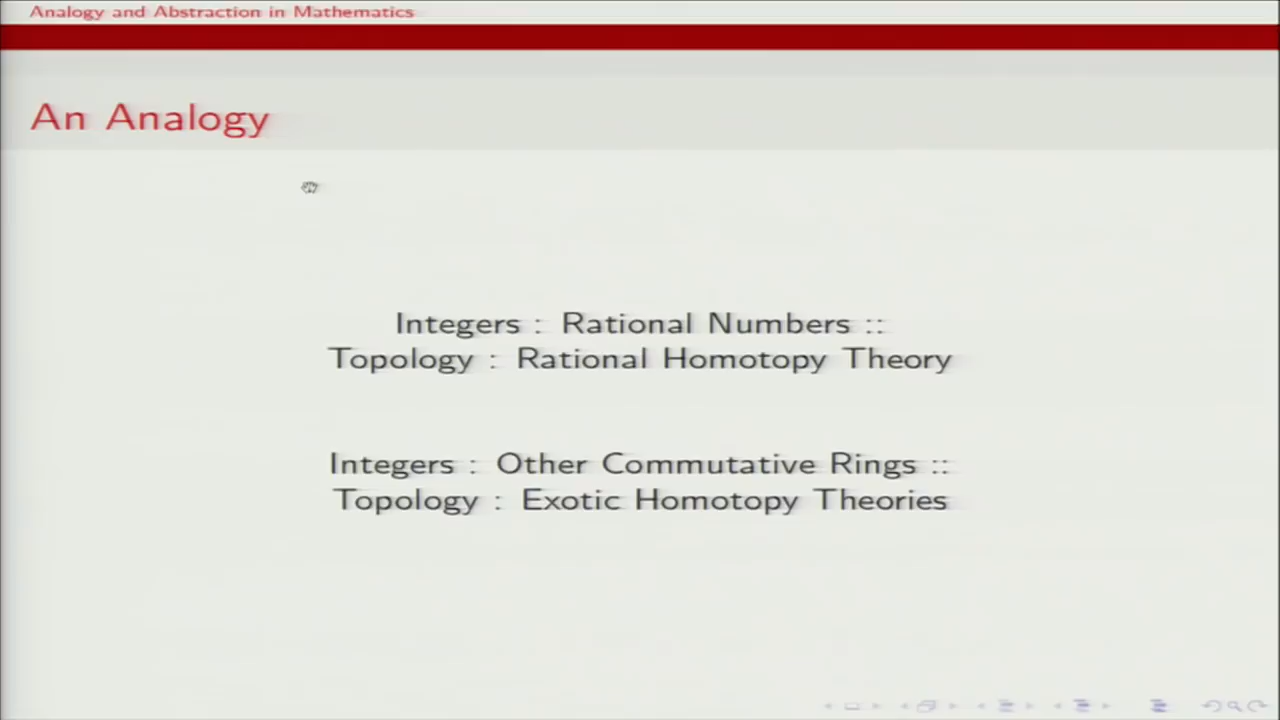 Analogy and Abstraction in Mathematics
An Analogy
Integers : Rational Numbers ::
Topology : Rational Homotopy Theory
Integers : Other Commutative Rings ::
Topology : Exotic Homotopy Theories